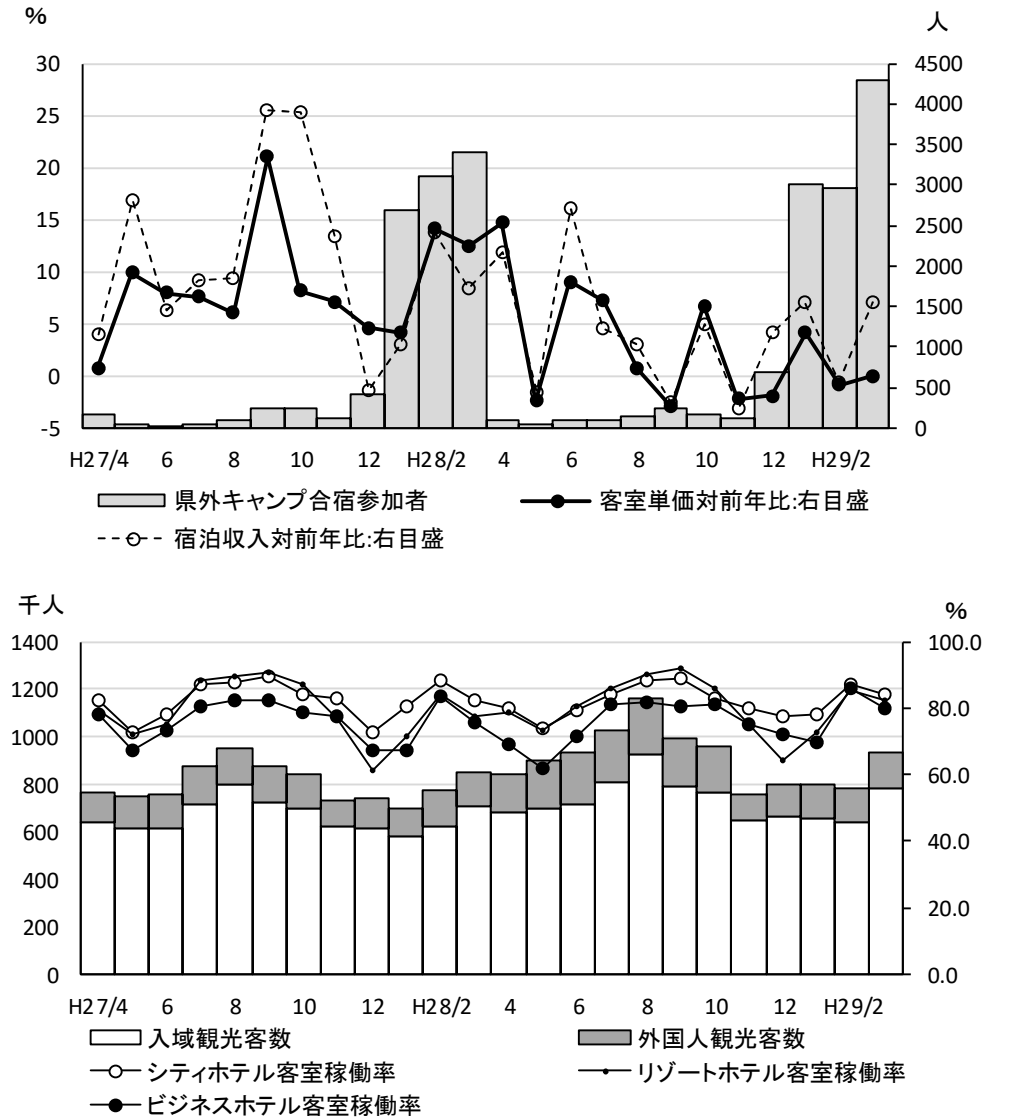 % 人
30 4500
25 4000
20 3500
15 3000
10 2500
5 2000
0 1500
-5 1000
500
0
H27/4 6 8 10 12 H28/2 4 6 8 10 12 H29/2
県外キャンプ合宿参加者 客室単価対前年比:右目盛
宿泊収入対前年比:右目盛
千人 %
1400 100.0
1200 80.0
1000 60.0
800 40.0
600 20.0
400 0.0
200
0
H27/4 6 8 10 12 H28/2 4 6 8 10 12 H29/2
入域観光客数 外国人観光客数
シティホテル客室稼働率 リゾートホテル客室稼働率
ビジネスホテル客室稼働率